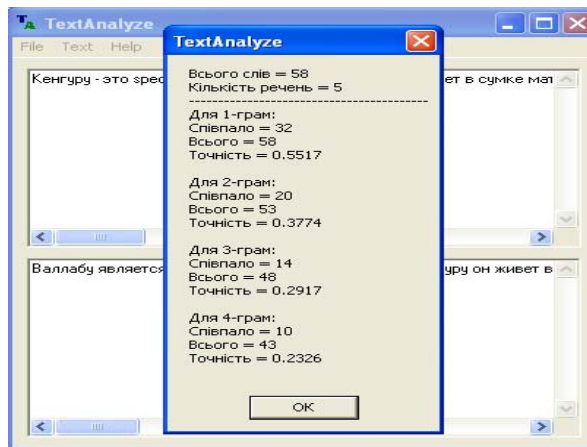 TextAnalyze
File Text Help
TextAnalyze
Кенгуру - это spec
ет в сумке мат
Всього слів = 58
Кількість речень = 5
----------------------------------------
Для 1-грам:
Співпало = 32
Всього = 58
Точність = 0.5517
Для 2-грам:
Співпало = 20
Всього = 53
Точність = 0.3774
Для 3-грам:
Співпало = 14
Всього = 48
Точність = 0.2917
Для 4-грам:
Співпало = 10
Всього = 43
Точність = 0.2326
OK
Валлабу является
уру он живет в